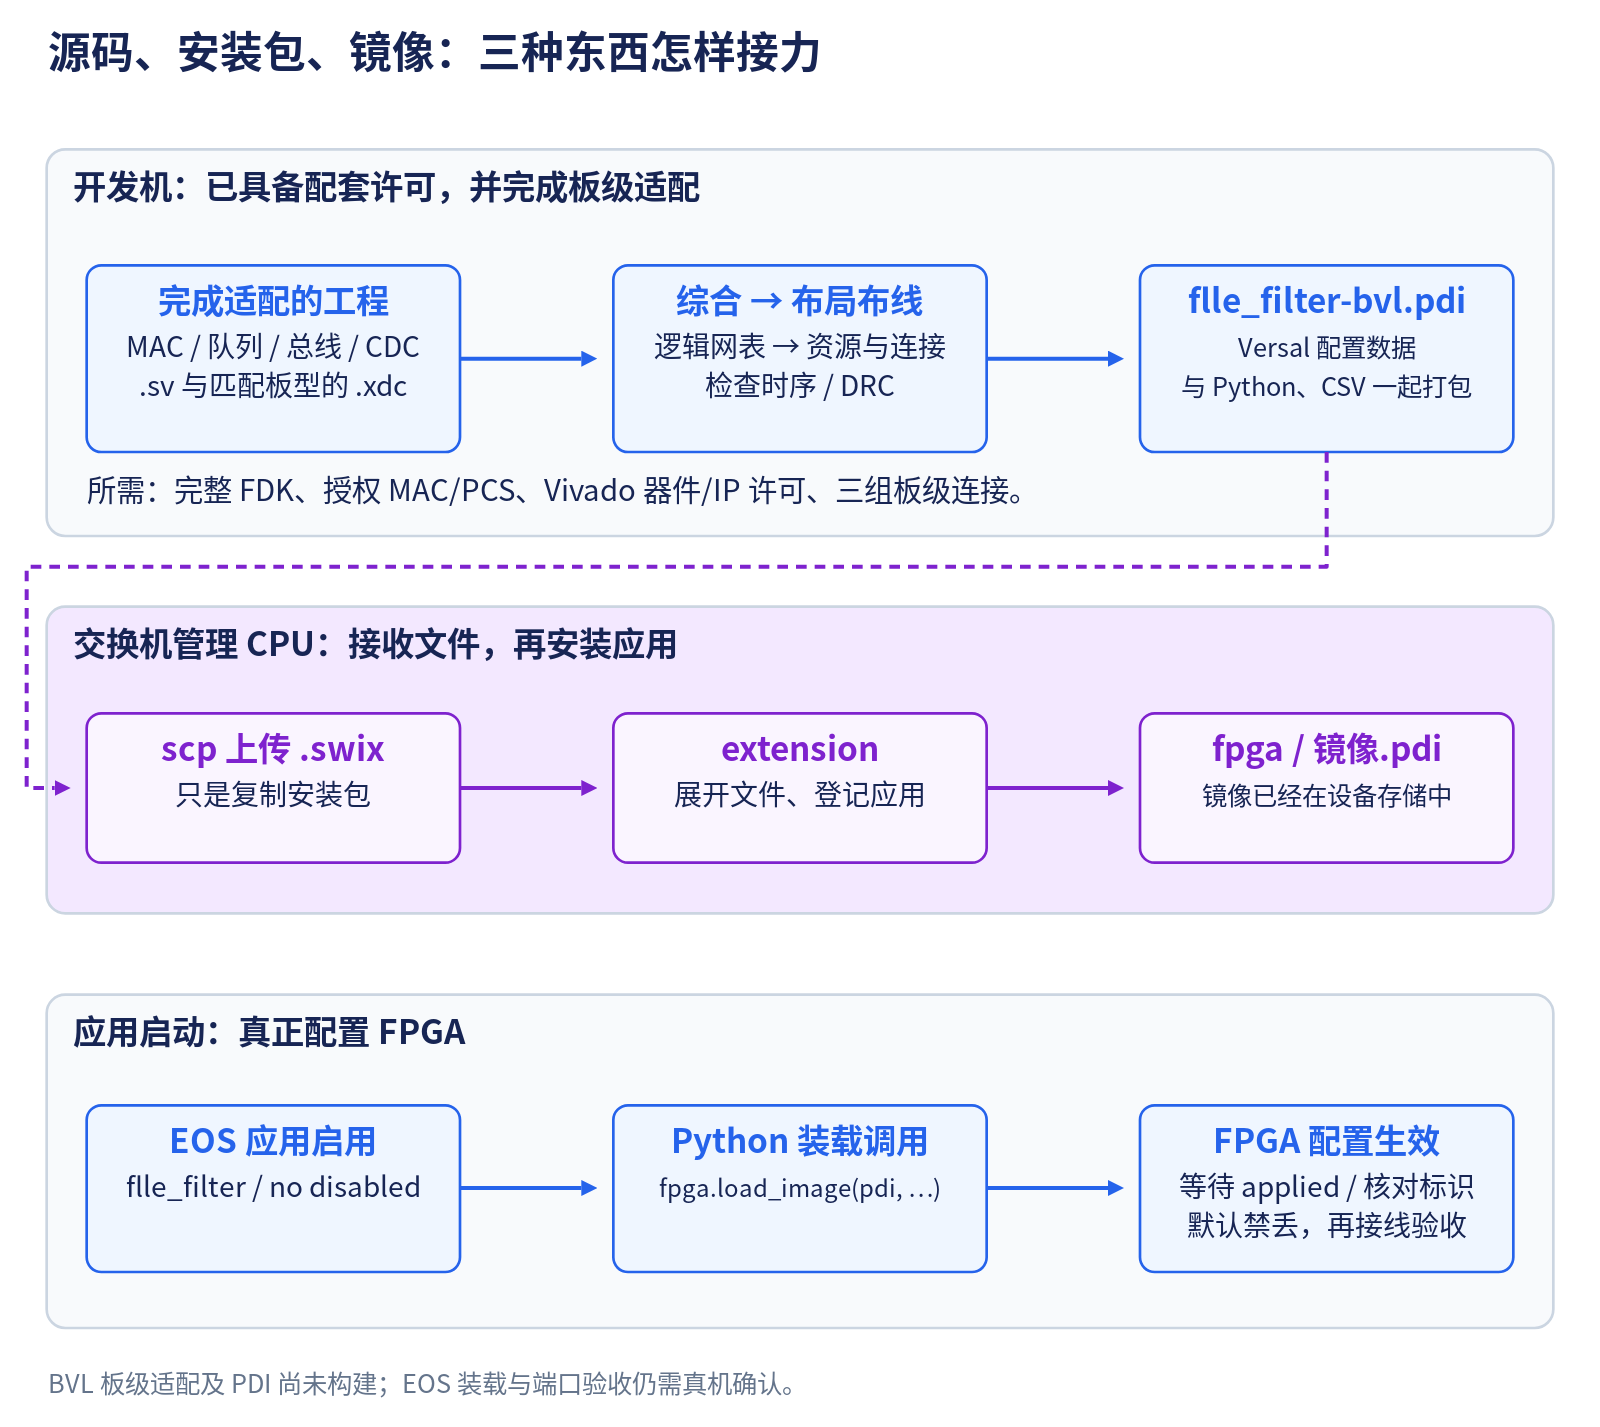 源码、安装包、镜像：三种东西怎样接力
开发机：已具备配套许可，并完成板级适配
完成适配的工程
MAC / 队列 / 总线 / CDC
.sv 与匹配板型的 .xdc
综合 → 布局布线
逻辑网表 → 资源与连接
检查时序 / DRC
flle_filter-bvl.pdi
Versal 配置数据
与 Python、CSV 一起打包
所需：完整 FDK、授权 MAC/PCS、Vivado 器件/IP 许可、三组板级连接。
交换机管理 CPU：接收文件，再安装应用
scp 上传 .swix
只是复制安装包
extension
展开文件、登记应用
fpga / 镜像.pdi
镜像已经在设备存储中
应用启动：真正配置 FPGA
EOS 应用启用
flle_filter / no disabled
Python 装载调用
fpga.load_image(pdi, …)
FPGA 配置生效
等待 applied / 核对标识
默认禁丢，再接线验收
BVL 板级适配及 PDI 尚未构建；EOS 装载与端口验收仍需真机确认。